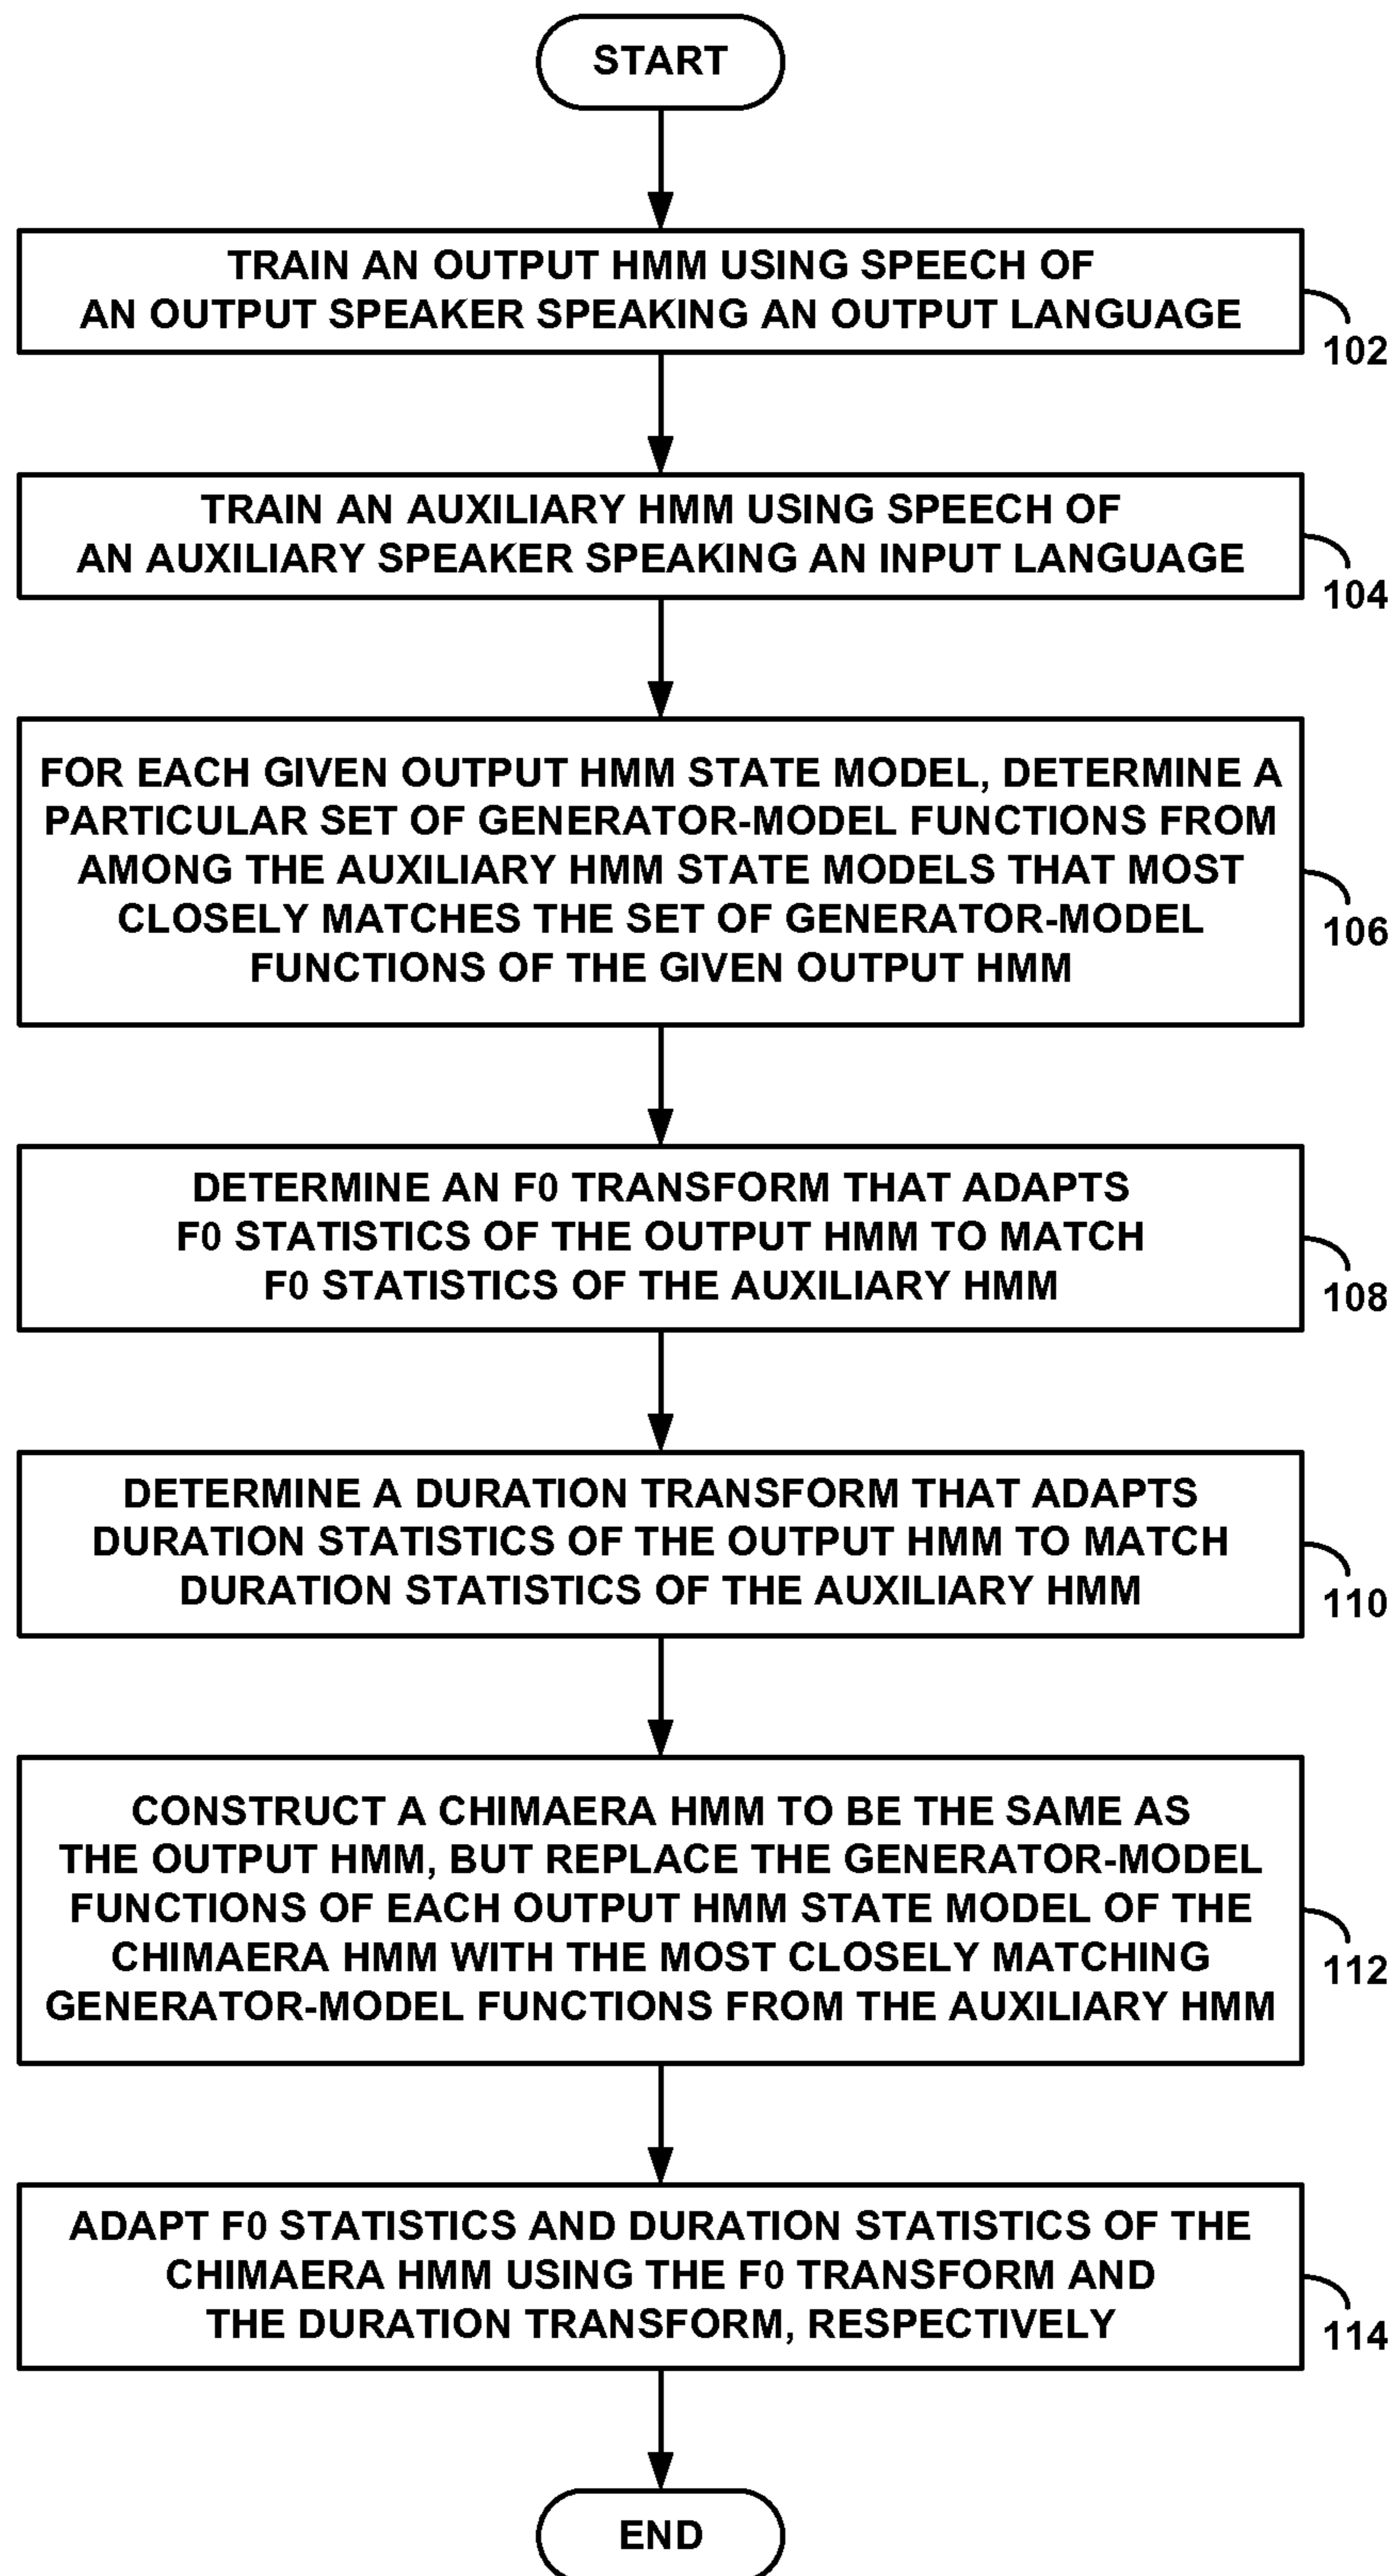 START
TRAIN AN OUTPUT HMM USING SPEECH OF
AN OUTPUT SPEAKER SPEAKING AN OUTPUT LANGUAGE
102
TRAIN AN AUXILIARY HMM USING SPEECH OF
AN AUXILIARY SPEAKER SPEAKING AN INPUT LANGUAGE
104
FOR EACH GIVEN OUTPUT HMM STATE MODEL, DETERMINE A
PARTICULAR SET OF GENERATOR-MODEL FUNCTIONS FROM
AMONG THE AUXILIARY HMM STATE MODELS THAT MOST
CLOSELY MATCHES THE SET OF GENERATOR-MODEL
FUNCTIONS OF THE GIVEN OUTPUT HMM
106
DETERMINE AN F0 TRANSFORM THAT ADAPTS
F0 STATISTICS OF THE OUTPUT HMM TO MATCH
F0 STATISTICS OF THE AUXILIARY HMM
108
DETERMINE A DURATION TRANSFORM THAT ADAPTS
DURATION STATISTICS OF THE OUTPUT HMM TO MATCH
DURATION STATISTICS OF THE AUXILIARY HMM
110
CONSTRUCT A CHIMAERA HMM TO BE THE SAME AS
THE OUTPUT HMM, BUT REPLACE THE GENERATOR-MODEL
FUNCTIONS OF EACH OUTPUT HMM STATE MODEL OF THE
CHIMAERA HMM WITH THE MOST CLOSELY MATCHING
GENERATOR-MODEL FUNCTIONS FROM THE AUXILIARY HMM
112
ADAPT F0 STATISTICS AND DURATION STATISTICS OF THE
CHIMAERA HMM USING THE F0 TRANSFORM AND
THE DURATION TRANSFORM, RESPECTIVELY
114
END